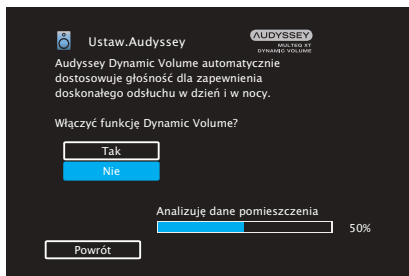 Ustaw.Audyssey
AUDYSSEY
MULTEQ XT
DYNAMIC VOLUME
Audyssey Dynamic Volume automatycznie
dostosowuje głośność dla zapewnienia
doskonałego odsłuchu w dzień i w nocy.
Włączyć funkcję Dynamic Volume?
Tak
Nie
Analizuję dane pomieszczenia
50%
Powrót